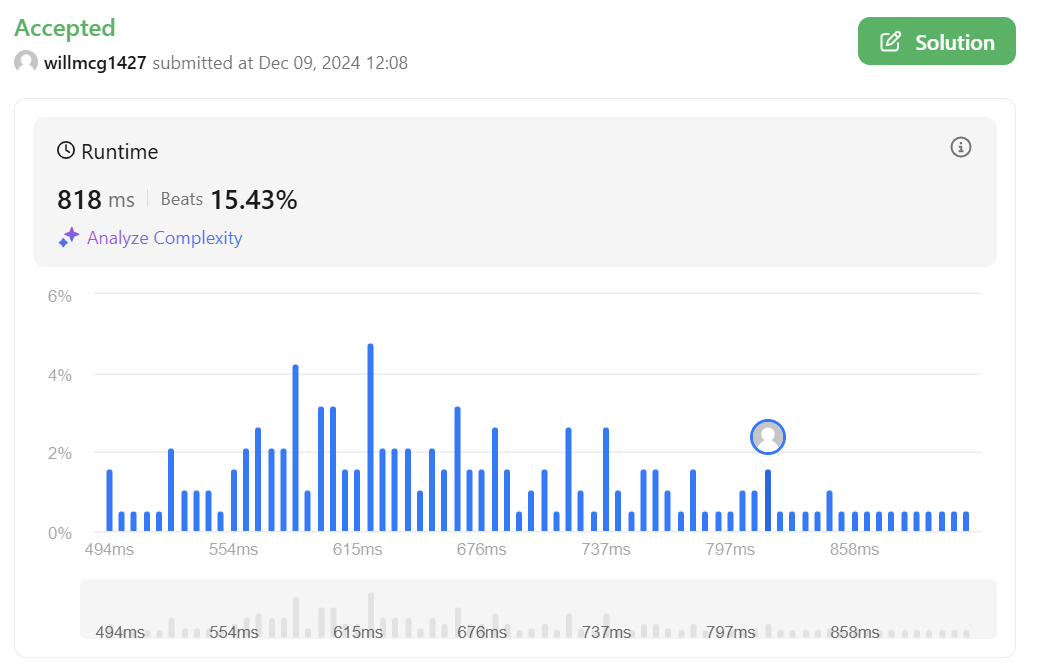 Accepted
Solution
willmcg1427 submitted at Dec 09, 2024 12:08
Runtime
818 ms Beats 15.43%
Analyze Complexity
6%
4%
2%
0%
494ms 554ms 615ms 676ms 737ms 797ms 858ms
494ms 554ms 615ms 676ms 737ms 797ms 858ms